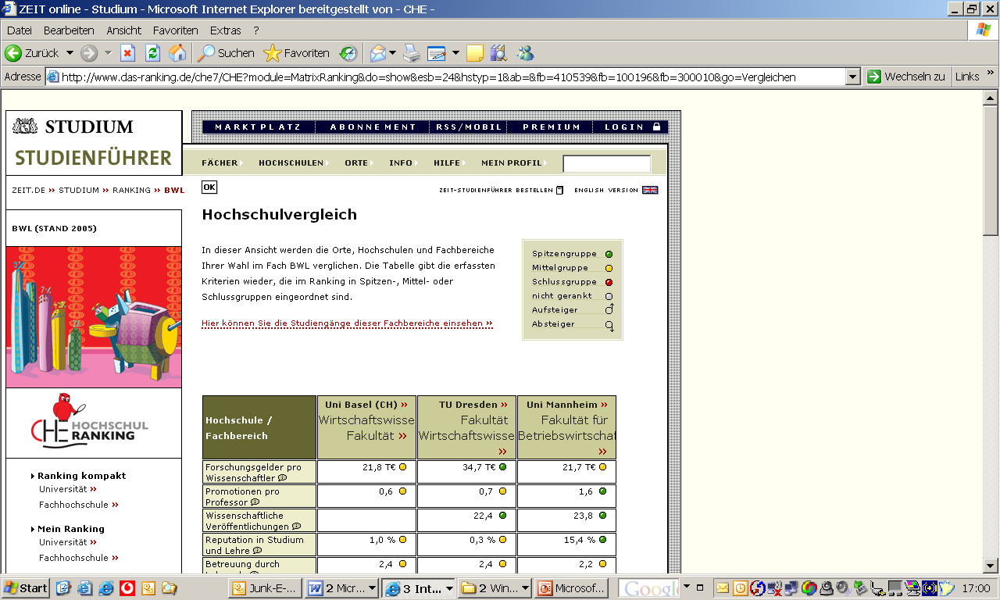 ZEIT online - Studium - Microsoft Internet Explorer bereitgestellt von - CHE -
Datei Bearbeiten Ansicht Favoriten Extras ?
Zurück Suchen Favoriten
Adresse http://www.das-ranking.de/che7/CHE?module=MatrixRanking&do=show&esb=24&hstyp=1&ab=&fb=410539&fb=100196&fb=300010&go=Vergleichen Wechseln zu Links »
STUDIUM
STUDIENFÜHRER
MARKTPLATZ ABONNEMENT RSS/MOBIL PREMIUM LOGIN
FÄCHER HOCHSCHULEN ORTE INFO HILFE MEIN PROFIL
ZEIT.DE » STUDIUM » RANKING » BWL
OK
ZEIT-STUDIENFÜHRER BESTELLEN ENGLISH VERSION
BWL (STAND 2005)
CHE HOCHSCHUL
RANKING
Ranking kompakt
Universität »
Fachhochschule »
Mein Ranking
Universität »
Fachhochschule »
Hochschulvergleich
In dieser Ansicht werden die Orte, Hochschulen und Fachbereiche
Ihrer Wahl im Fach BWL verglichen. Die Tabelle gibt die erfassten
Kriterien wieder, die im Ranking in Spitzen-, Mittel- oder
Schlussgruppen eingeordnet sind.
Hier können Sie die Studiengänge dieser Fachbereiche einsehen »
Spitzengruppe
Mittelgruppe
Schlussgruppe
nicht gerankt
Aufsteiger
Absteiger
Hochschule /
Fachbereich
Uni Basel (CH) »
Wirtschaftswisse
Fakultät »
TU Dresden »
Fakultät
Wirtschaftswisse
»
Uni Mannheim »
Fakultät für
Betriebswirtschaf
»
Forschungsgelder pro
Wissenschaftler
21,8 T€ 34,7 T€ 21,7 T€
Promotionen pro
Professor
0,6 0,7 1,6
Wissenschaftliche
Veröffentlichungen
22,4 23,8
Reputation in Studium
und Lehre
1,0 % 0,3 % 15,4 %
Betreuung durch
2,4 2,4 2,2
Start Junk-E-... 2 Micr... 3 Int... 2 Win... Microsof... Google 17:00